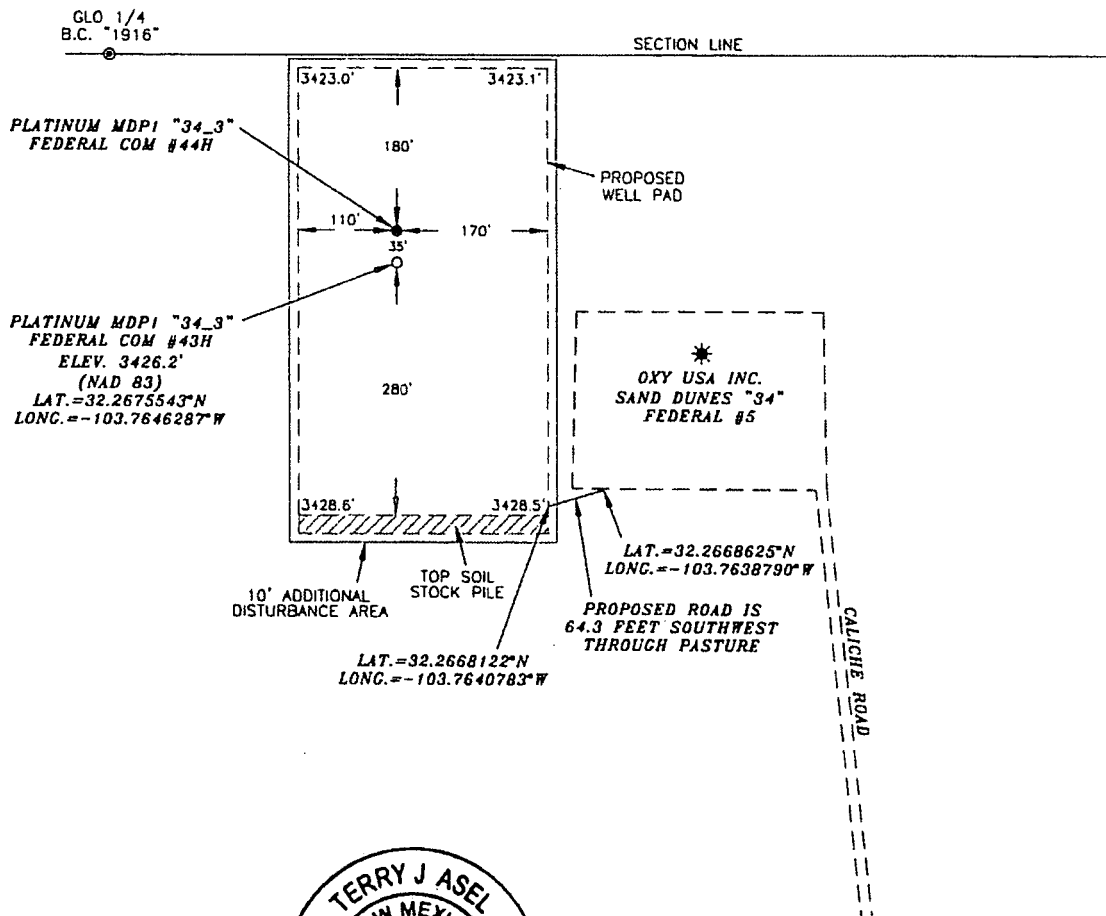 GLO 1/4
B.C. "1916"
SECTION LINE
3423.0'
3423.1'
PLATINUM MDP1 "34_3"
FEDERAL COM #44H
180'
PROPOSED
WELL PAD
110'
170'
35'
PLATINUM MDP1 "34_3"
FEDERAL COM #43H
ELEV. 3426.2'
(NAD 83)
LAT.=32.2675543°N
LONG.=-103.7646287°W
OXY USA INC.
SAND DUNES "34"
FEDERAL #5
280'
3428.6'
3428.5'
LAT.=32.2668625°N
LONG.=-103.7638790°W
10' ADDITIONAL
DISTURBANCE AREA
TOP SOIL
STOCK PILE
PROPOSED ROAD IS
64.3 FEET SOUTHWEST
THROUGH PASTURE
LAT.=32.2668122°N
LONG.=-103.7640783°W
CALICHE ROAD
TERRY J ASEL